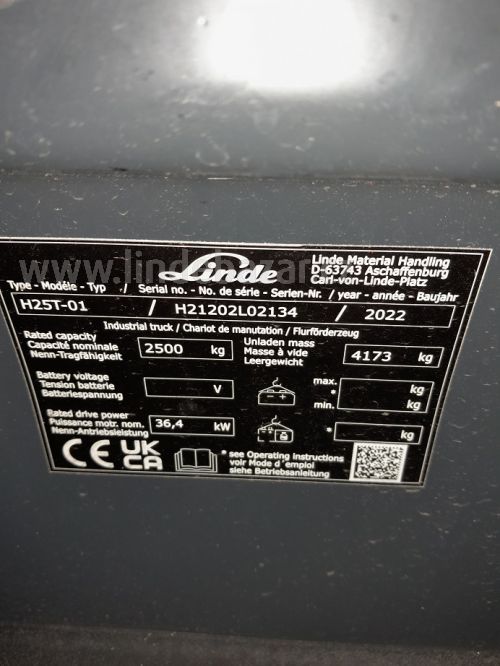 Linde
Linde Material Handling
D-63743 Aschaffenburg
Carl-von-Linde-Platz
Type - Modèle - Typ / Serial no. - No. de série - Serien-Nr. / year - année - Baujahr
H25T-01 / H21202L02134 / 2022
Industrial truck / Chariot de manutation / Flurförderzeug
Rated capacity
Capacité nominale
Nenn-Tragfähigkeit
2500 kg
Unladen mass
Masse à vide
Leergewicht
4173 kg
Battery voltage
Tension batterie
Batteriespannung
V
max. kg
*
min. kg
Rated drive power
Puissance motr. nom.
Nenn-Antriebsleistung
36,4 kW
* kg
CE UK
CA
* see Operating instructions
voir Mode d´emploi
siehe Betriebsanleitung